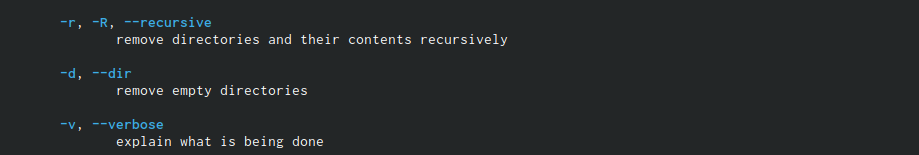 -r, -R, --recursive
remove directories and their contents recursively
-d, --dir
remove empty directories
-v, --verbose
explain what is being done